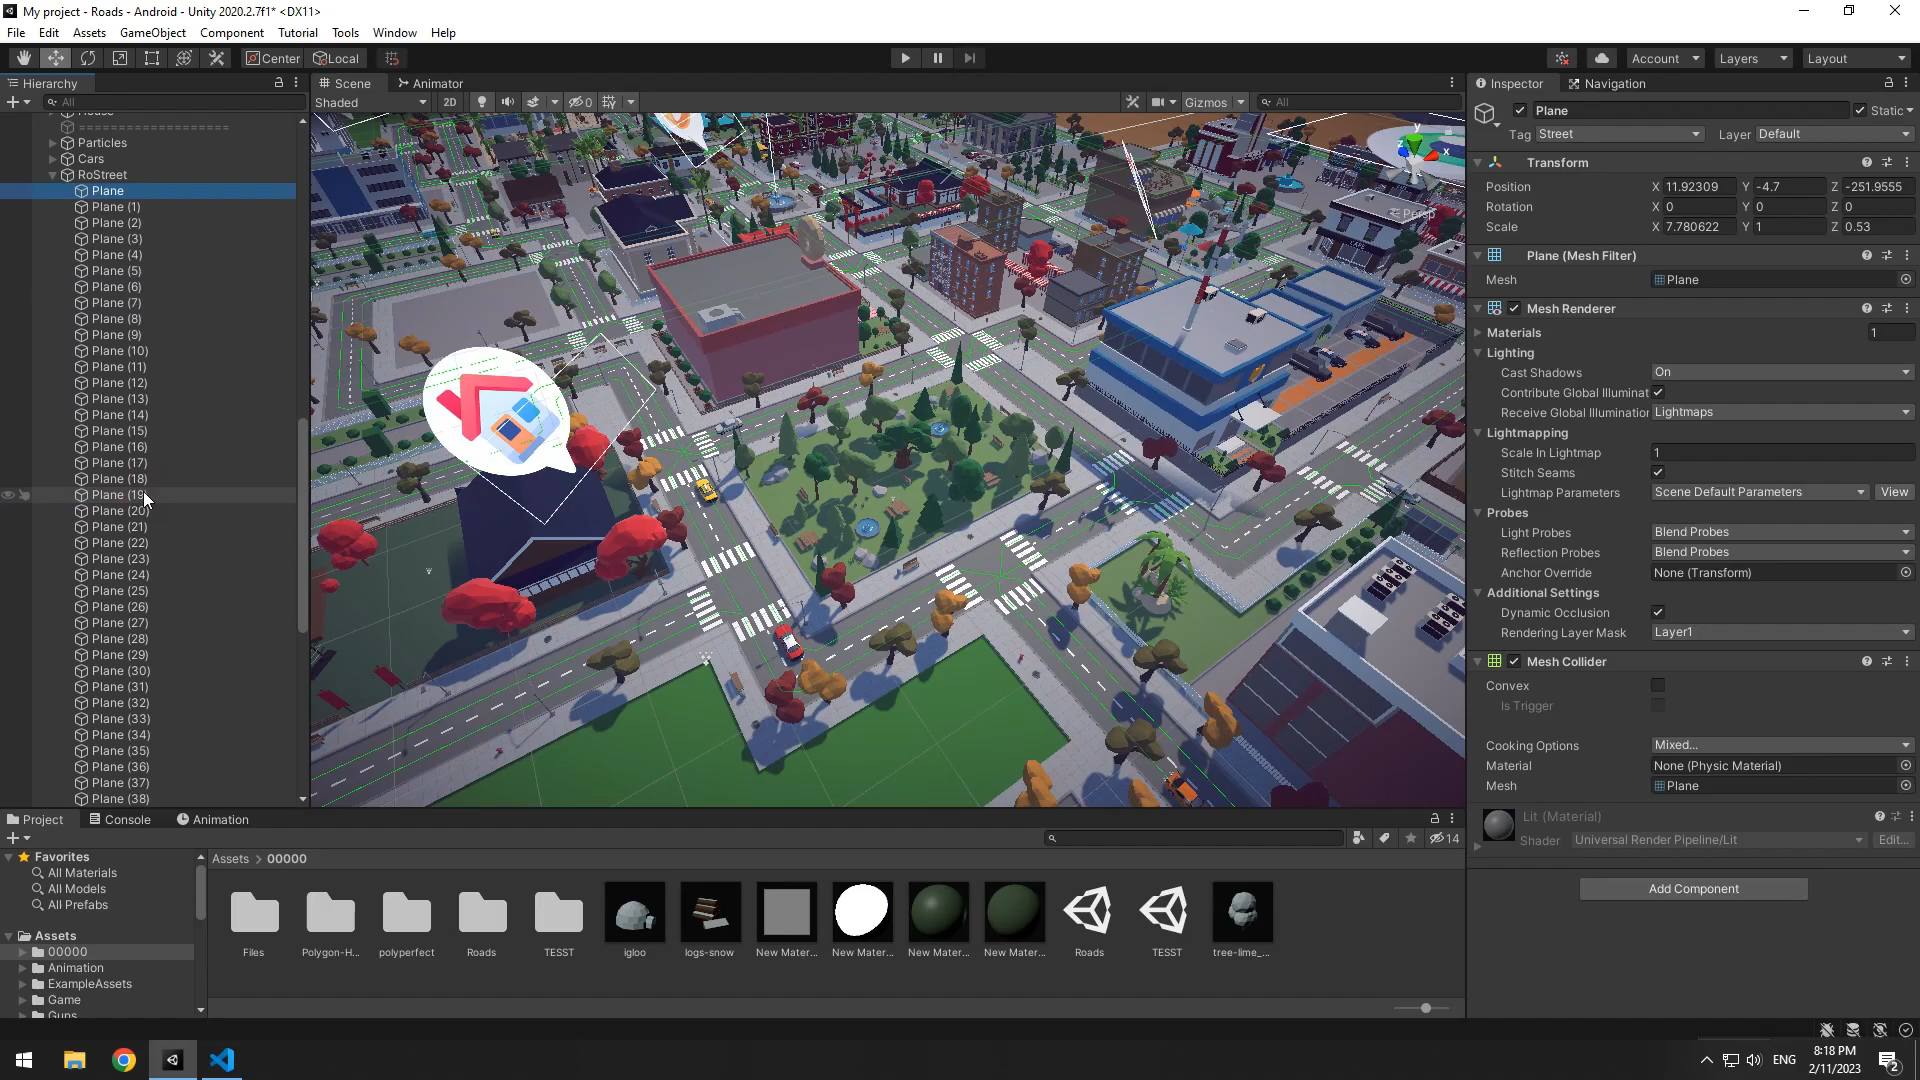 My project - Roads - Android - Unity 2020.2.7f1* <DX11>
File Edit Assets GameObject Component Tutorial Tools Window Help
Center Local
Account Layers Layout
Hierarchy
All
Particles
Cars
RoStreet
Plane
Plane (1)
Plane (2)
Plane (3)
Plane (4)
Plane (5)
Plane (6)
Plane (7)
Plane (8)
Plane (9)
Plane (10)
Plane (11)
Plane (12)
Plane (13)
Plane (14)
Plane (15)
Plane (16)
Plane (17)
Plane (18)
Plane (19
Plane (20)
Plane (21)
Plane (22)
Plane (23)
Plane (24)
Plane (25)
Plane (26)
Plane (27)
Plane (28)
Plane (29)
Plane (30)
Plane (31)
Plane (32)
Plane (33)
Plane (34)
Plane (35)
Plane (36)
Plane (37)
Plane (38)
Scene Animator
Shaded 2D 0 Gizmos All
y
x
z
Persp
Inspector Navigation
Plane Static
Tag Street Layer Default
Transform
Position X 11.92309 Y -4.7 Z -251.9555
Rotation X 0 Y 0 Z 0
Scale X 7.780622 Y 1 Z 0.53
Plane (Mesh Filter)
Mesh Plane
Mesh Renderer
Materials 1
Lighting
Cast Shadows On
Contribute Global Illuminat
Receive Global Illumination Lightmaps
Lightmapping
Scale In Lightmap 1
Stitch Seams
Lightmap Parameters Scene Default Parameters View
Probes
Light Probes Blend Probes
Reflection Probes Blend Probes
Anchor Override None (Transform)
Additional Settings
Dynamic Occlusion
Rendering Layer Mask Layer1
Mesh Collider
Convex
Is Trigger
Cooking Options Mixed...
Material None (Physic Material)
Mesh Plane
Lit (Material)
Shader Universal Render Pipeline/Lit Edit...
Add Component
Project Console Animation
14
Favorites
All Materials
All Models
All Prefabs
Assets
00000
Animation
ExampleAssets
Game
Guns
Assets > 00000
Files Polygon-H... polyperfect Roads TESST igloo logs-snow New Mater... New Mater... New Mater... New Mater... Roads TESST tree-lime_...
ENG
8:18 PM
2/11/2023
2